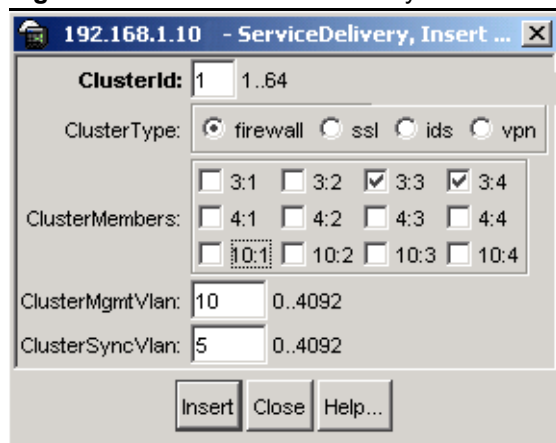 192.168.1.10 - ServiceDelivery, Insert ...
ClusterId: 1 1..64
ClusterType: firewall ssl ids vpn
3:1 3:2 3:3 3:4
ClusterMembers: 4:1 4:2 4:3 4:4
10:1 10:2 10:3 10:4
ClusterMgmtVlan: 10 0..4092
ClusterSyncVlan: 5 0..4092
Insert Close Help...